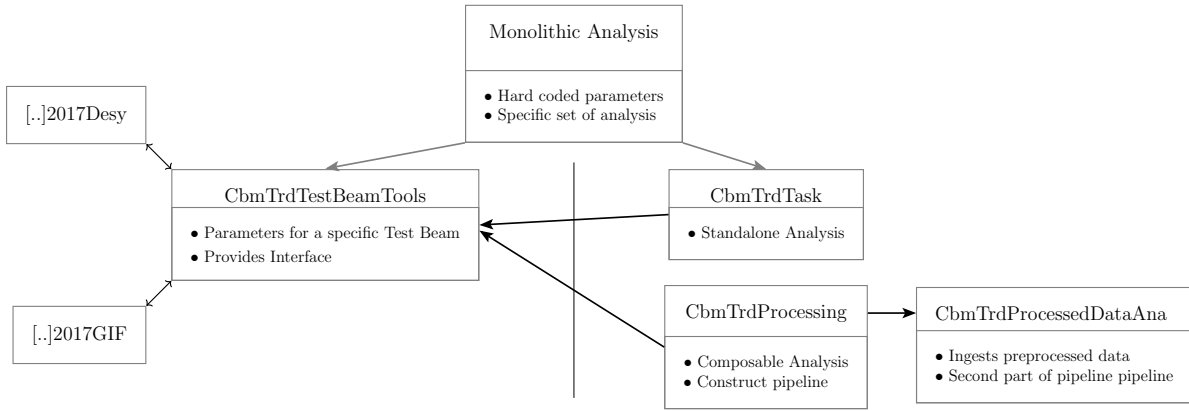 Monolithic Analysis
• Hard coded parameters
• Specific set of analysis
[..]2017Desy
CbmTrdTestBeamTools
• Parameters for a specific Test Beam
• Provides Interface
CbmTrdTask
• Standalone Analysis
[..]2017GIF
CbmTrdProcessing
• Composable Analysis
• Construct pipeline
CbmTrdProcessedDataAna
• Ingests preprocessed data
• Second part of pipeline pipeline